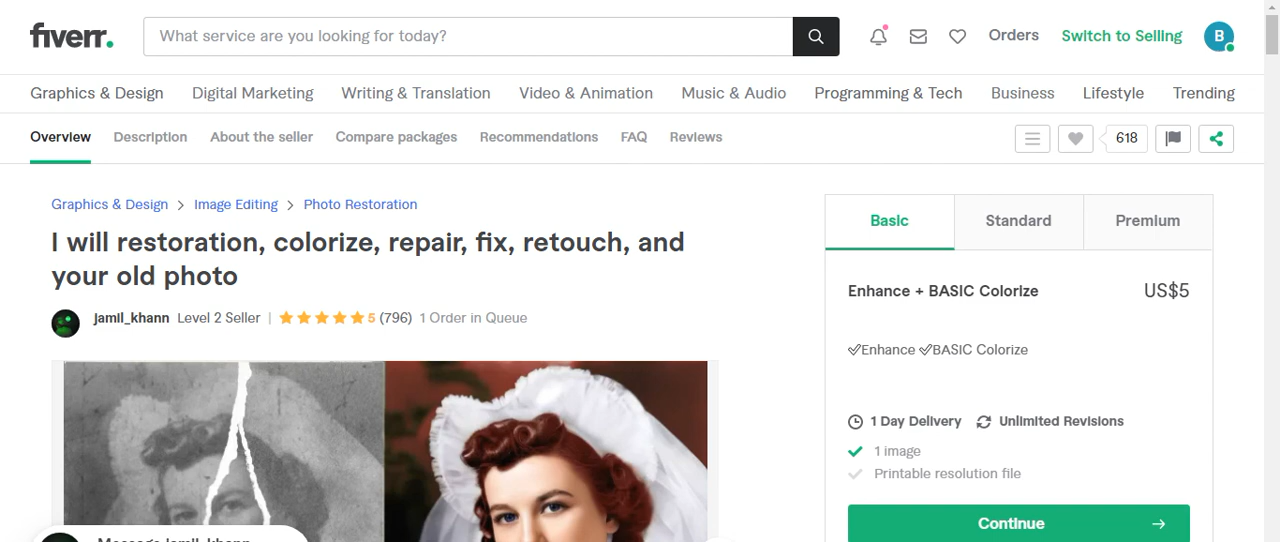 fiverr.
What service are you looking for today?
Orders
Switch to Selling
B
Graphics & Design Digital Marketing Writing & Translation Video & Animation Music & Audio Programming & Tech Business Lifestyle Trending
Overview Description About the seller Compare packages Recommendations FAQ Reviews
618
Graphics & Design > Image Editing > Photo Restoration
I will restoration, colorize, repair, fix, retouch, and
your old photo
jamil_khann Level 2 Seller | 5 (796) 1 Order in Queue
Basic Standard Premium
Enhance + BASIC Colorize US$5
Enhance BASIC Colorize
1 Day Delivery Unlimited Revisions
1 image
Printable resolution file
Continue
Message jamil_khann